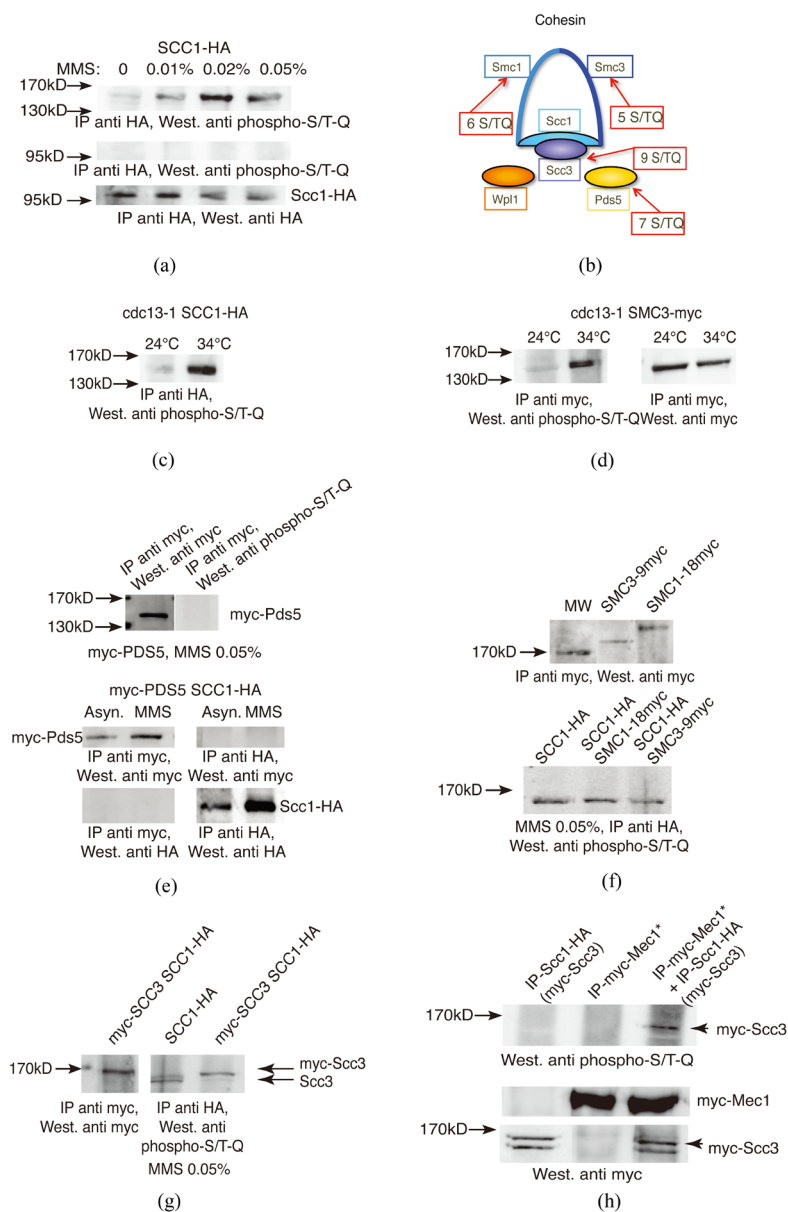 SCC1-HA
MMS: 0 0.01% 0.02% 0.05%
170kD
130kD
IP anti HA, West. anti phospho-S/T-Q
95kD
IP anti HA, West. anti phospho-S/T-Q
95kD
Scc1-HA
IP anti HA, West. anti HA
(a)
Cohesin
Smc1
Smc3
6 S/TQ
Scc1
5 S/TQ
9 S/TQ
Scc3
Wpl1
Pds5
7 S/TQ
(b)
cdc13-1 SCC1-HA
24°C 34°C
170kD
130kD
IP anti HA,
West. anti phospho-S/T-Q
(c)
cdc13-1 SMC3-myc
24°C 34°C 24°C 34°C
170kD
130kD
IP anti myc,
West. anti phospho-S/T-Q
IP anti myc,
West. anti myc
(d)
IP anti myc,
West. anti myc
IP anti myc,
West. anti phospho-S/T-Q
170kD
130kD
myc-Pds5
myc-PDS5, MMS 0.05%
myc-PDS5 SCC1-HA
Asyn. MMS
Asyn. MMS
myc-Pds5
IP anti myc,
West. anti myc
IP anti HA,
West. anti myc
Scc1-HA
IP anti myc,
West. anti HA
IP anti HA,
West. anti HA
(e)
MW
SMC3-9myc
SMC1-18myc
170kD
IP anti myc, West. anti myc
SCC1-HA
SCC1-HA
SMC1-18myc
SCC1-HA
SMC3-9myc
170kD
MMS 0.05%, IP anti HA,
West. anti phospho-S/T-Q
(f)
myc-SCC3 SCC1-HA
SCC1-HA
myc-SCC3 SCC1-HA
170kD
myc-Scc3
Scc3
IP anti myc,
West. anti myc
IP anti HA,
West. anti
phospho-S/T-Q
MMS 0.05%
(g)
IP-Scc1-HA
(myc-Scc3)
IP-myc-Mec1*
IP-myc-Mec1*
+ IP-Scc1-HA
(myc-Scc3)
170kD
myc-Scc3
West. anti phospho-S/T-Q
myc-Mec1
170kD
myc-Scc3
West. anti myc
(h)